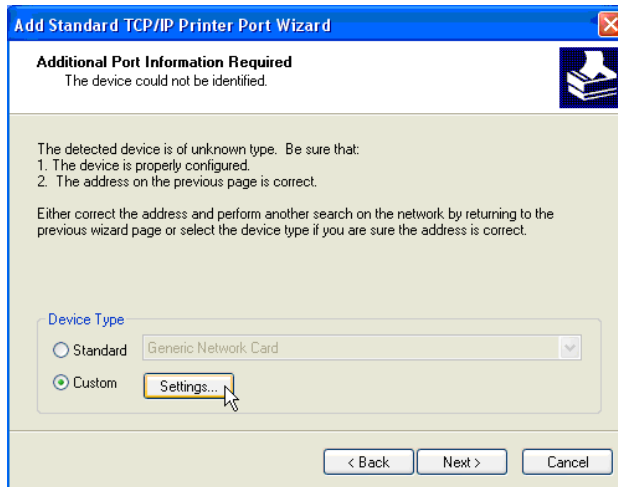 Add Standard TCP/IP Printer Port Wizard
Additional Port Information Required
The device could not be identified.
The detected device is of unknown type.  Be sure that:
1. The device is properly configured.
2.  The address on the previous page is correct.
Either correct the address and perform another search on the network by returning to the
previous wizard page or select the device type if you are sure the address is correct.
Device Type
Standard
Generic Network Card
Custom
Settings...
< Back
Next >
Cancel